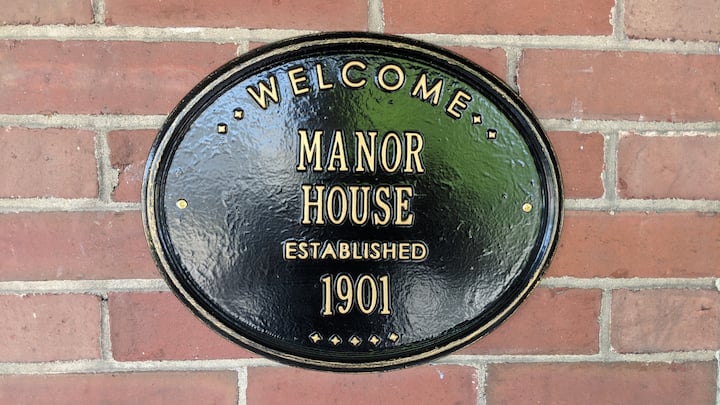 WELCOME
MANOR
HOUSE
ESTABLISHED
1901